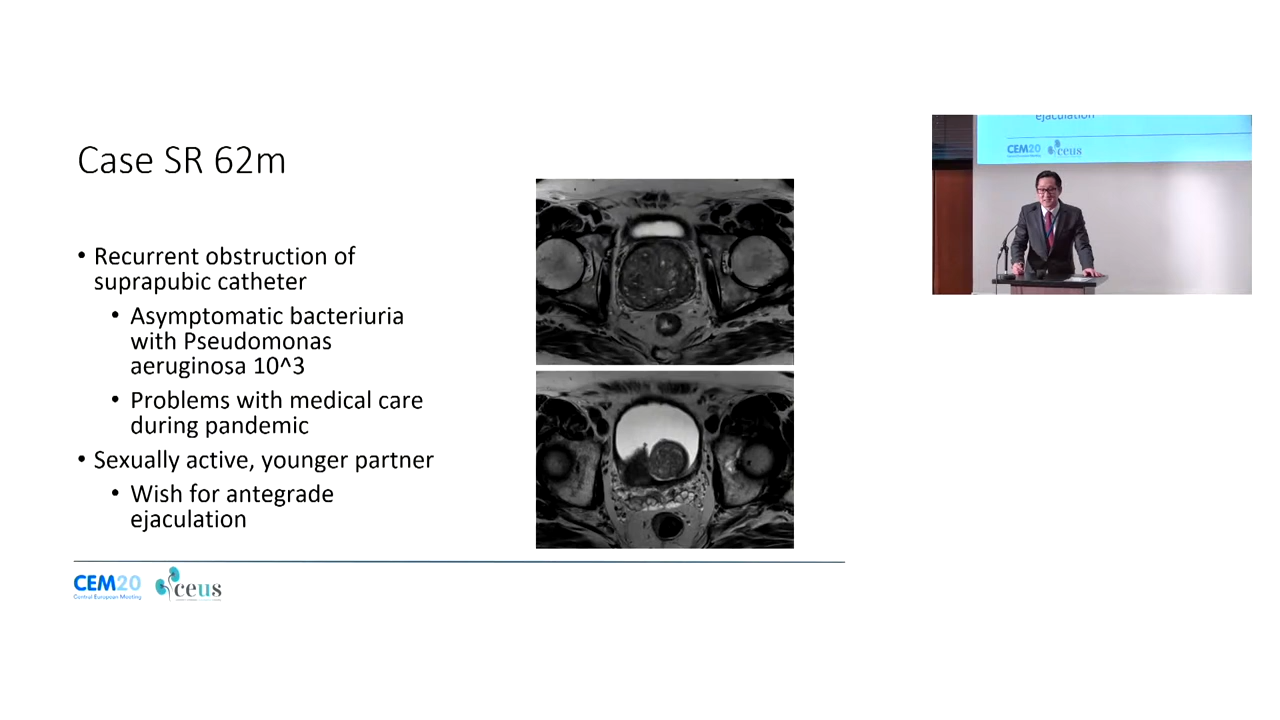 Case SR 62m
• Recurrent obstruction of
suprapubic catheter
• Asymptomatic bacteriuria
with Pseudomonas
aeruginosa 10^3
• Problems with medical care
during pandemic
• Sexually active, younger partner
• Wish for antegrade
ejaculation
CEM20
Central European Meeting
ceus
ejaculation
CEM20
ceus